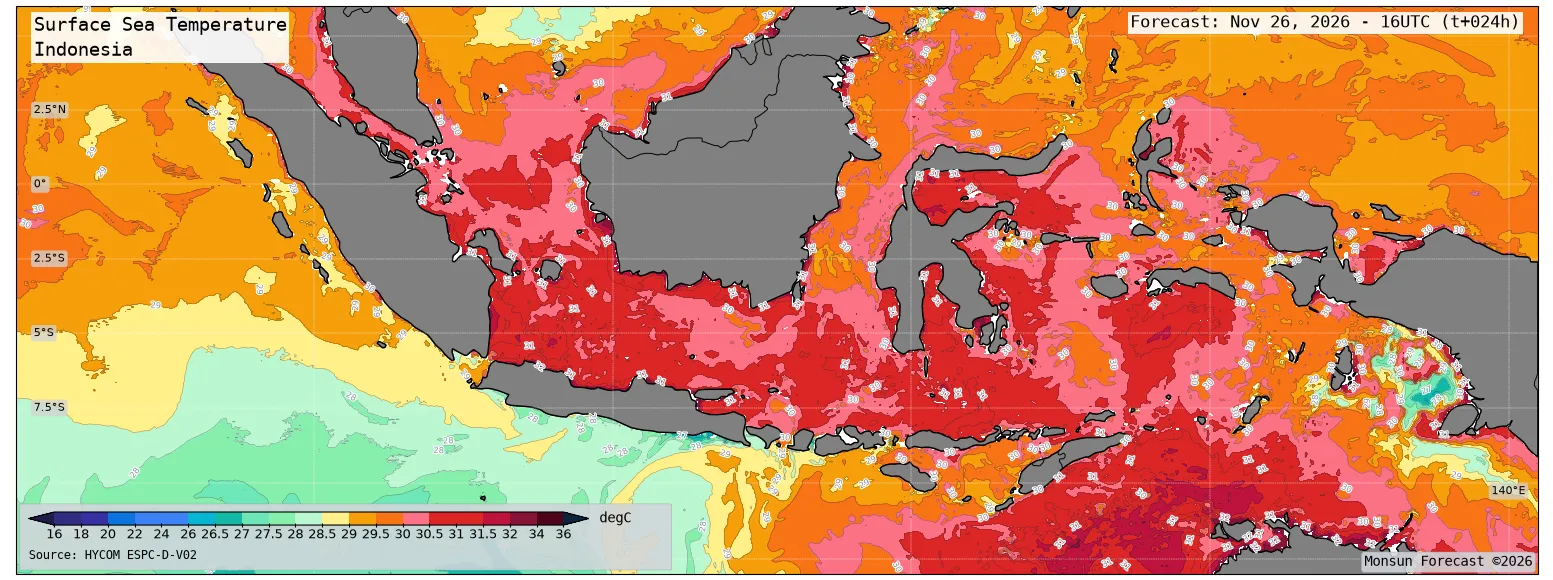 Surface Sea Temperature
Indonesia
Forecast: Nov 26, 2026 - 16UTC (t+024h)
2.5°N
0°
2.5°S
5°S
7.5°S
140°E
degC
16 18 20 22 24 26 26.5 27 27.5 28 28.5 29 29.5 30 30.5 31 31.5 32 34 36
Source: HYCOM ESPC-D-V02
Monsun Forecast ©2026